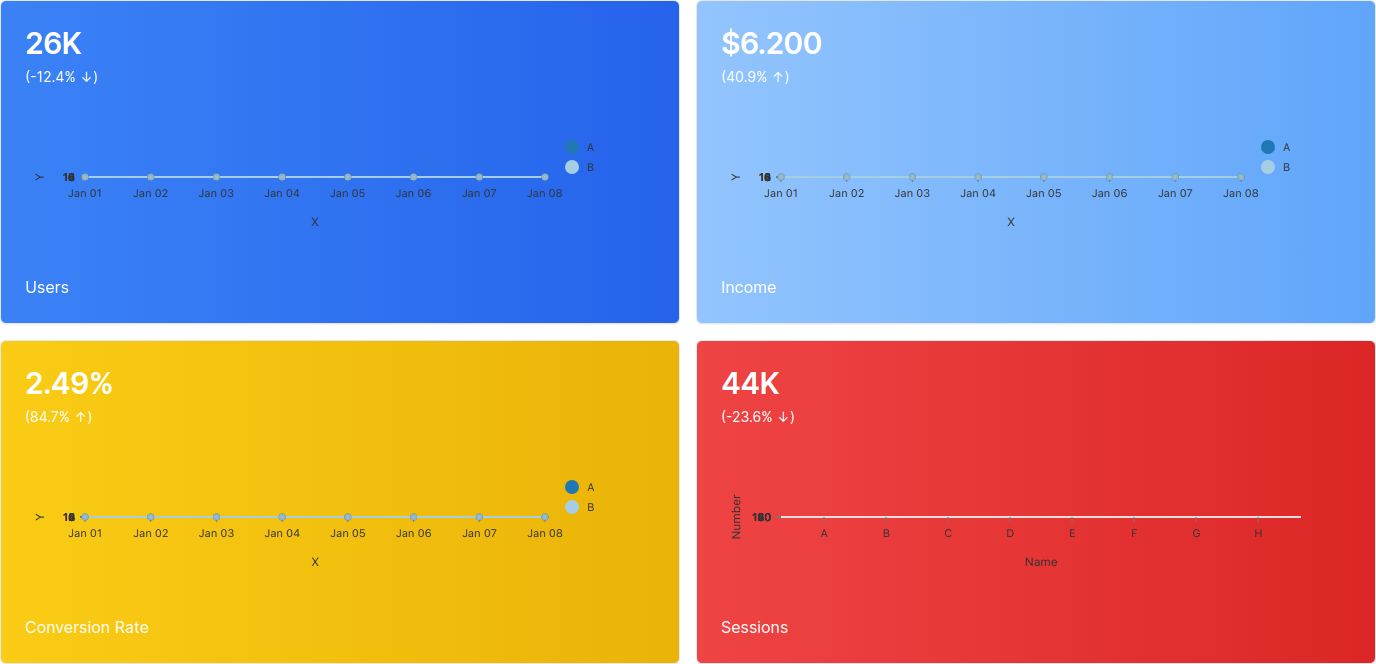 26K
(-12.4% ↓)
A
B
Y
Jan 01 Jan 02 Jan 03 Jan 04 Jan 05 Jan 06 Jan 07 Jan 08
X
Users
$6.200
(40.9% ↑)
A
B
Y
Jan 01 Jan 02 Jan 03 Jan 04 Jan 05 Jan 06 Jan 07 Jan 08
X
Income
2.49%
(84.7% ↑)
A
B
Y
Jan 01 Jan 02 Jan 03 Jan 04 Jan 05 Jan 06 Jan 07 Jan 08
X
Conversion Rate
44K
(-23.6% ↓)
Number
A B C D E F G H
Name
Sessions